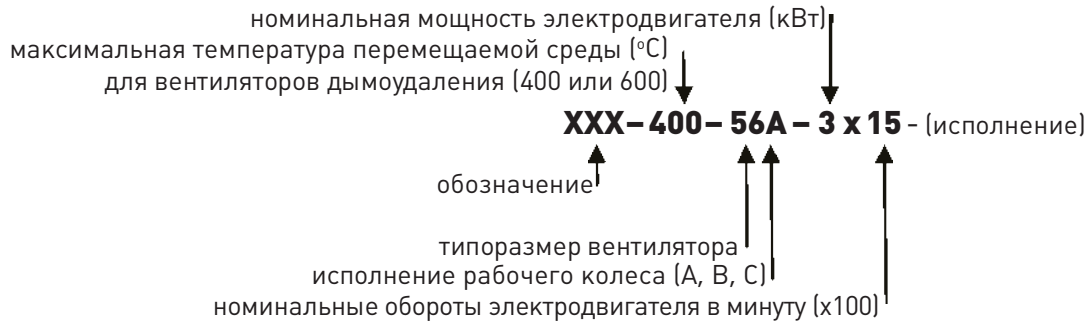 номинальная мощность электродвигателя (кВт)
максимальная температура перемещаемой среды (°С)
для вентиляторов дымоудаления (400 или 600)
XXX – 400 – 56A – 3 x 15 - (исполнение)
обозначение
типоразмер вентилятора
исполнение рабочего колеса (А, В, С)
номинальные обороты электродвигателя в минуту (х100)